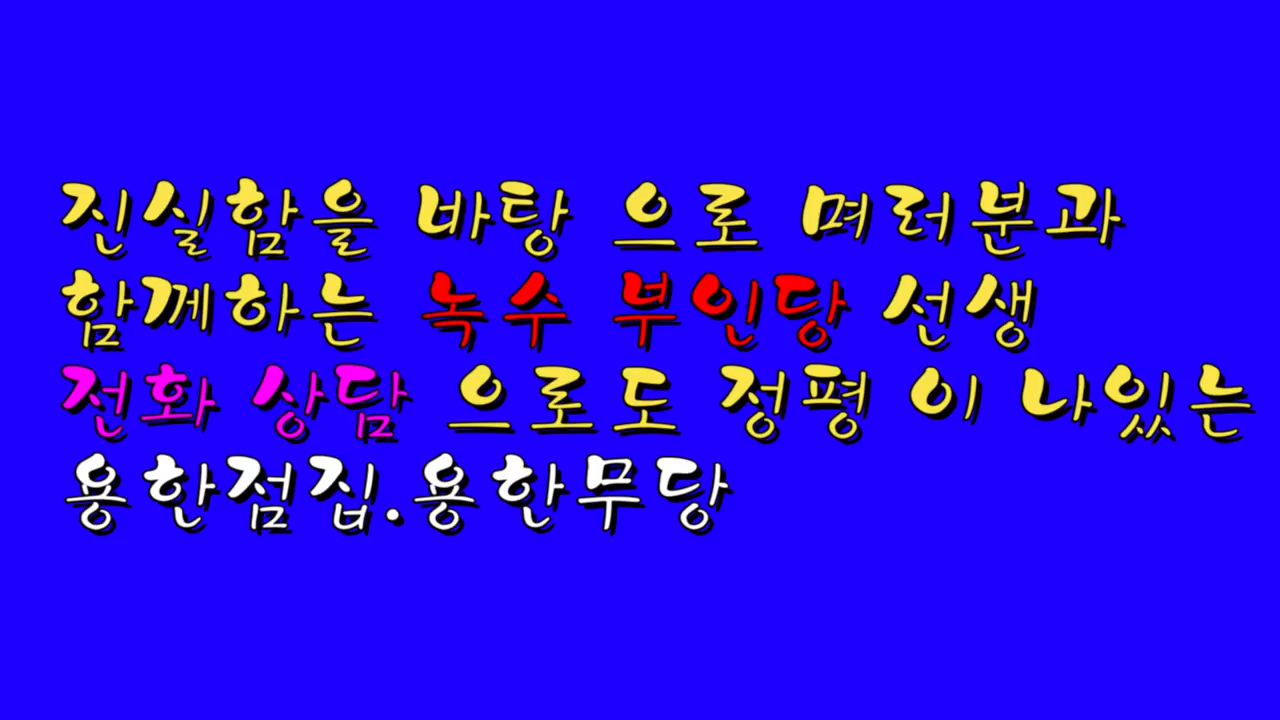 진실함을 바탕 으로 며러분과
함께하는 녹수 부인당 선생
전화 상담 으로도 정평 이 나있는
용한점집.용한무당